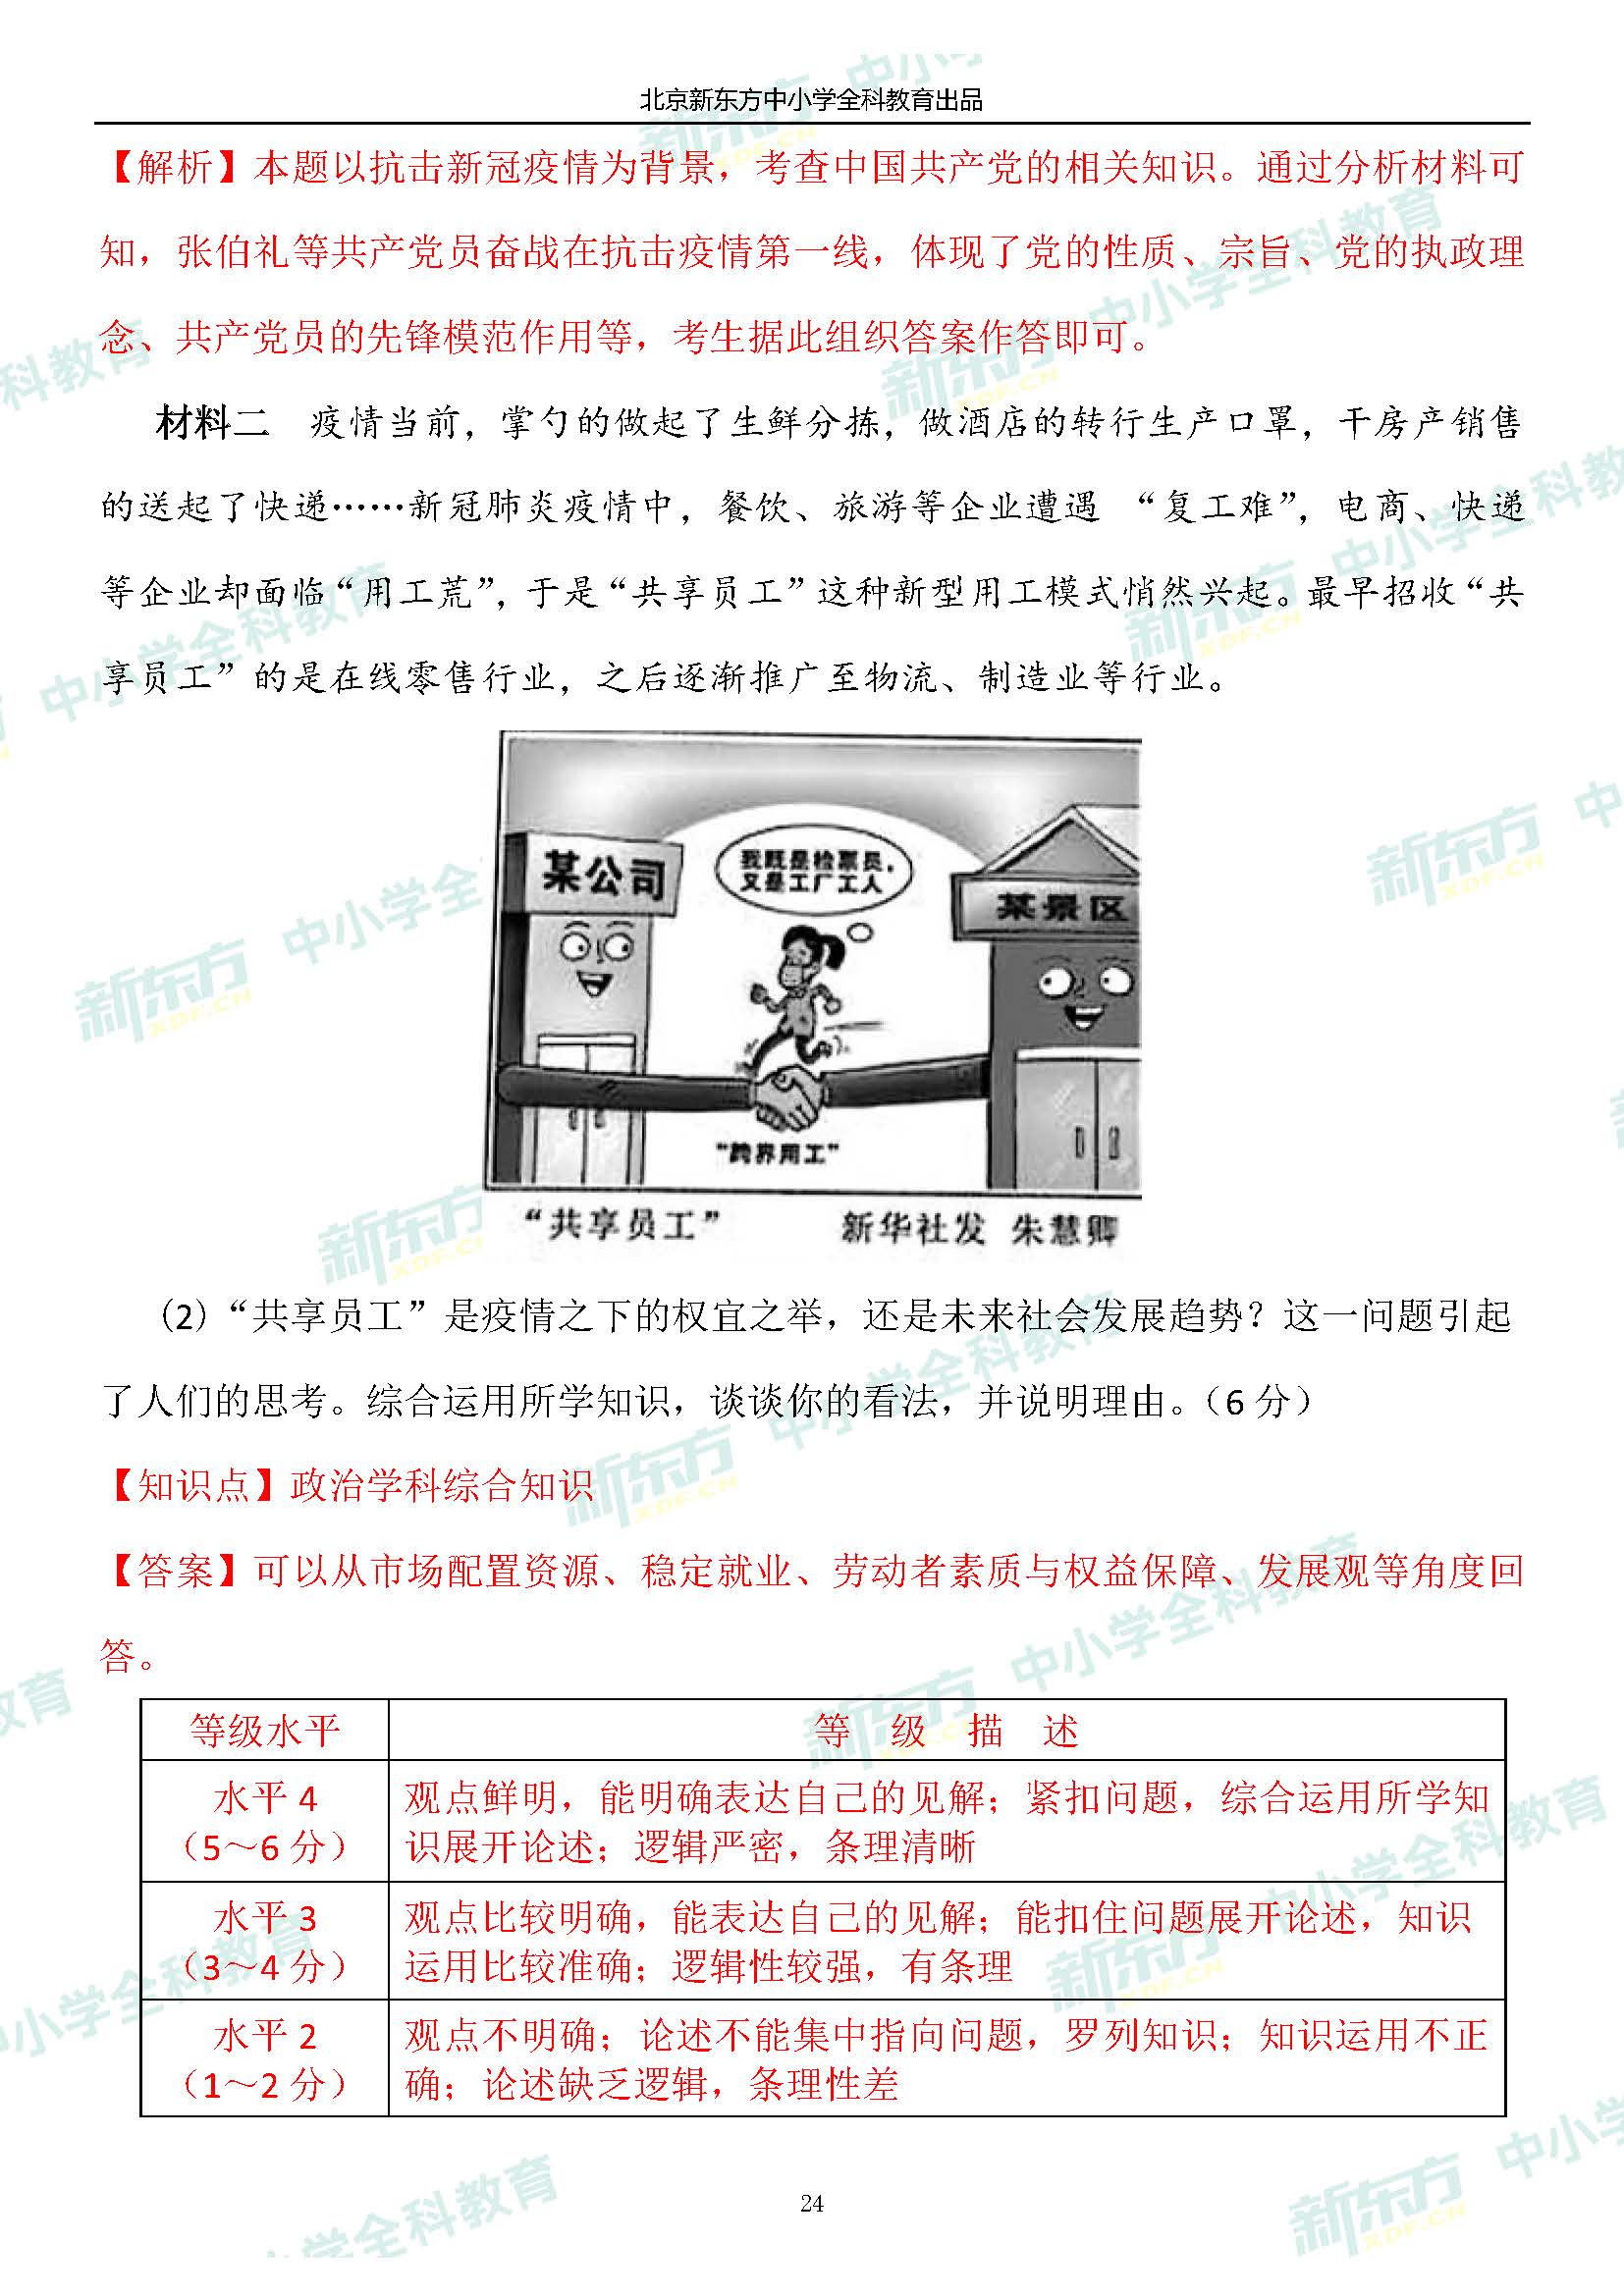 北京新东方中小学全科教育出品
【解析】本题以抗击新冠疫情为背景，考查中国共产党的相关知识。通过分析材料可
知，张伯礼等共产党员奋战在抗击疫情第一线，体现了党的性质、宗旨、党的执政理
念、共产党员的先锋模范作用等，考生据此组织答案作答即可。
材料二 疫情当前，掌勺的做起了生鲜分拣，做酒店的转行生产口罩，干房产销售
的送起了快递……新冠肺炎疫情中，餐饮、旅游等企业遭遇 “复工难”，电商、快递
等企业却面临“用工荒”，于是“共享员工”这种新型用工模式悄然兴起。最早招收“共
享员工”的是在线零售行业，之后逐渐推广至物流、制造业等行业。
某公司
我既是检票员，
又是工厂工人
某景区
“跨界用工”
“共享员工” 新华社发 朱慧卿
（2）“共享员工”是疫情之下的权宜之举，还是未来社会发展趋势？这一问题引起
了人们的思考。综合运用所学知识，谈谈你的看法，并说明理由。（6 分）
【知识点】政治学科综合知识
【答案】可以从市场配置资源、稳定就业、劳动者素质与权益保障、发展观等角度回
答。
等级水平 等 级 描 述
水平 4
（5～6 分）
观点鲜明，能明确表达自己的见解；紧扣问题，综合运用所学知
识展开论述；逻辑严密，条理清晰
水平 3
（3～4 分）
观点比较明确，能表达自己的见解；能扣住问题展开论述，知识
运用比较准确；逻辑性较强，有条理
水平 2
（1～2 分）
观点不明确；论述不能集中指向问题，罗列知识；知识运用不正
确；论述缺乏逻辑，条理性差
24
新东方 XDF.CN 中小学全科教育